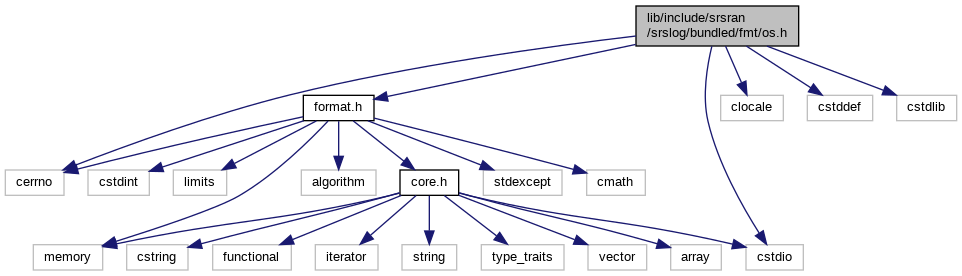 lib/include/srsran
/srslog/bundled/fmt/os.h
format.h
clocale
cstddef
cstdlib
cerrno
cstdint
limits
algorithm
core.h
stdexcept
cmath
memory
cstring
functional
iterator
string
type_traits
vector
array
cstdio